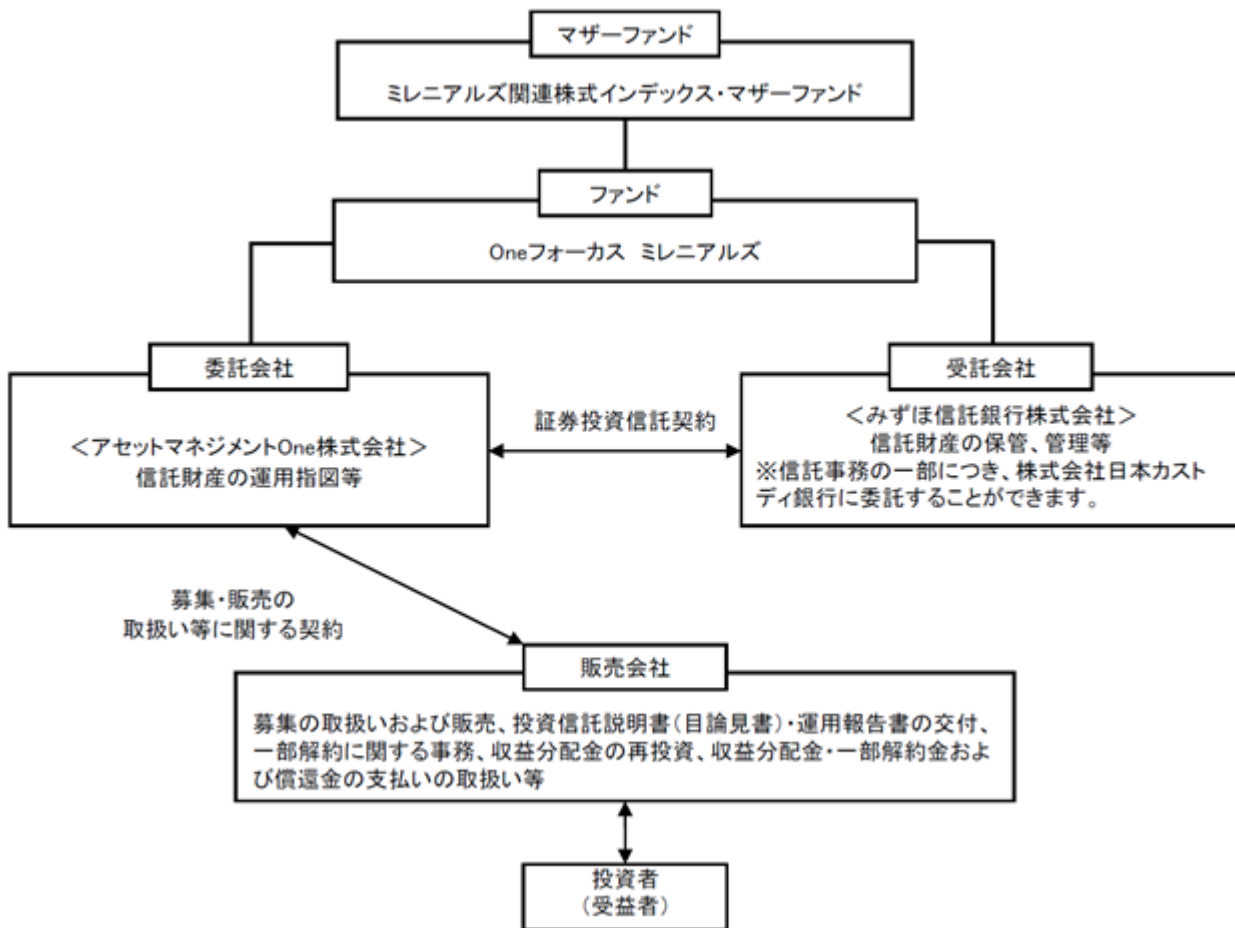 マザーファンド
ミレニアルズ関連株式インデックス・マザーファンド
ファンド
Oneフォーカス ミレニアルズ
委託会社
＜アセットマネジメントOne株式会社＞
信託財産の運用指図等
証券投資信託契約
受託会社
＜みずほ信託銀行株式会社＞
信託財産の保管、管理等
※信託事務の一部につき、株式会社日本カスト
ディ銀行に委託することができます。
募集・販売の
取扱い等に関する契約
販売会社
募集の取扱いおよび販売、投資信託説明書（目論見書）・運用報告書の交付、
一部解約に関する事務、収益分配金の再投資、収益分配金・一部解約金およ
び償還金の支払いの取扱い等
投資者
（受益者）